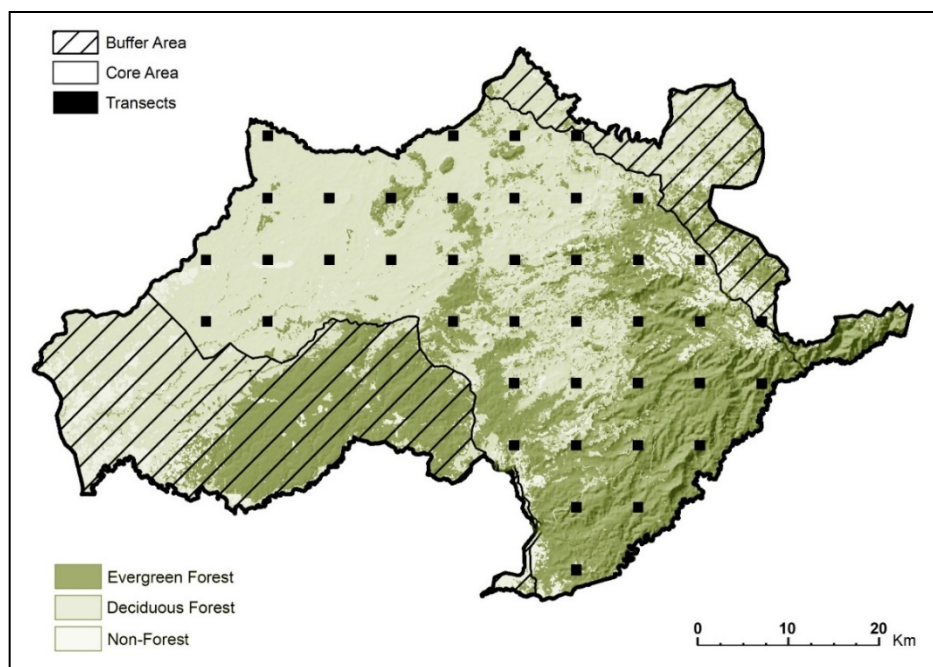 Buffer Area
Core Area
Transects
Evergreen Forest
Deciduous Forest
Non-Forest
0 10 20
Km